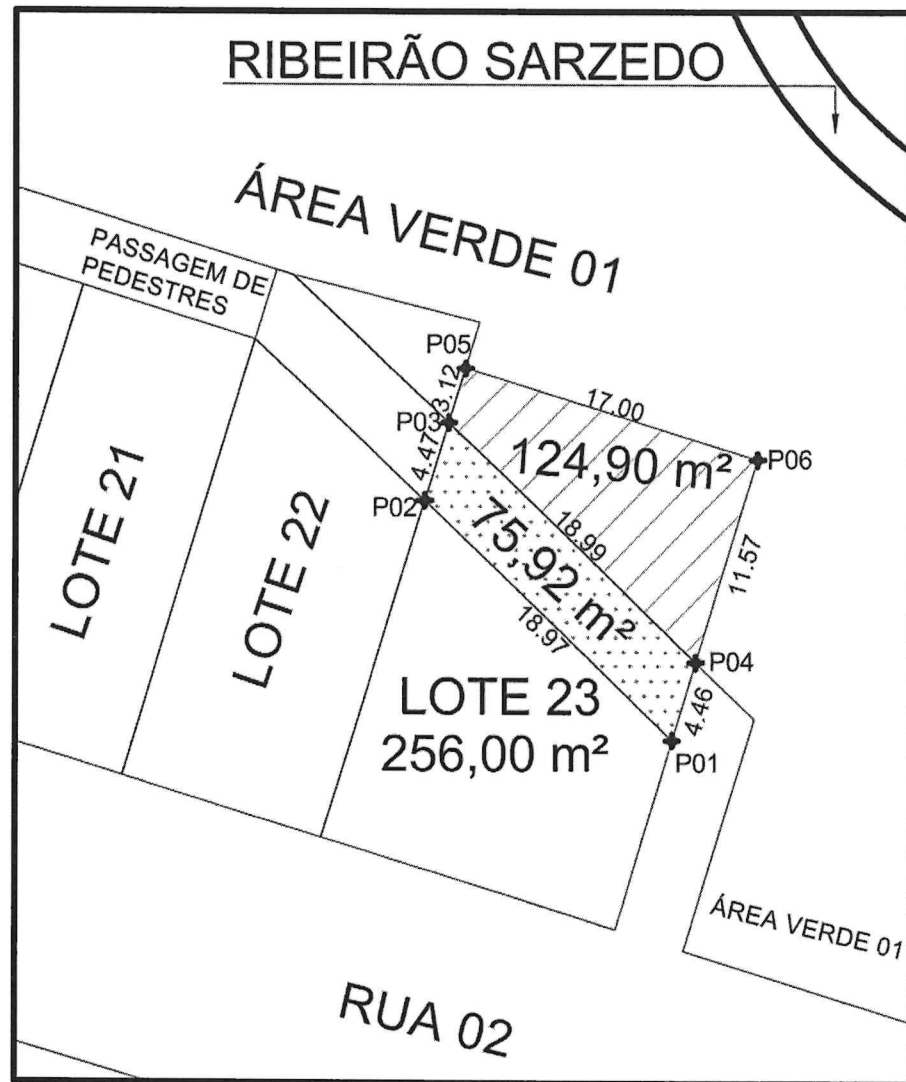 RIBEIRÃO SARZEDO
ÁREA VERDE 01
PASSAGEM DE
PEDESTRES
P05
3.12
17.00
P03
124,90 m²
P06
4.47
P02
18.99
75,92 m²
11.57
LOTE 21
LOTE 22
18.97
P04
LOTE 23
256,00 m²
4.46
P01
ÁREA VERDE 01
RUA 02